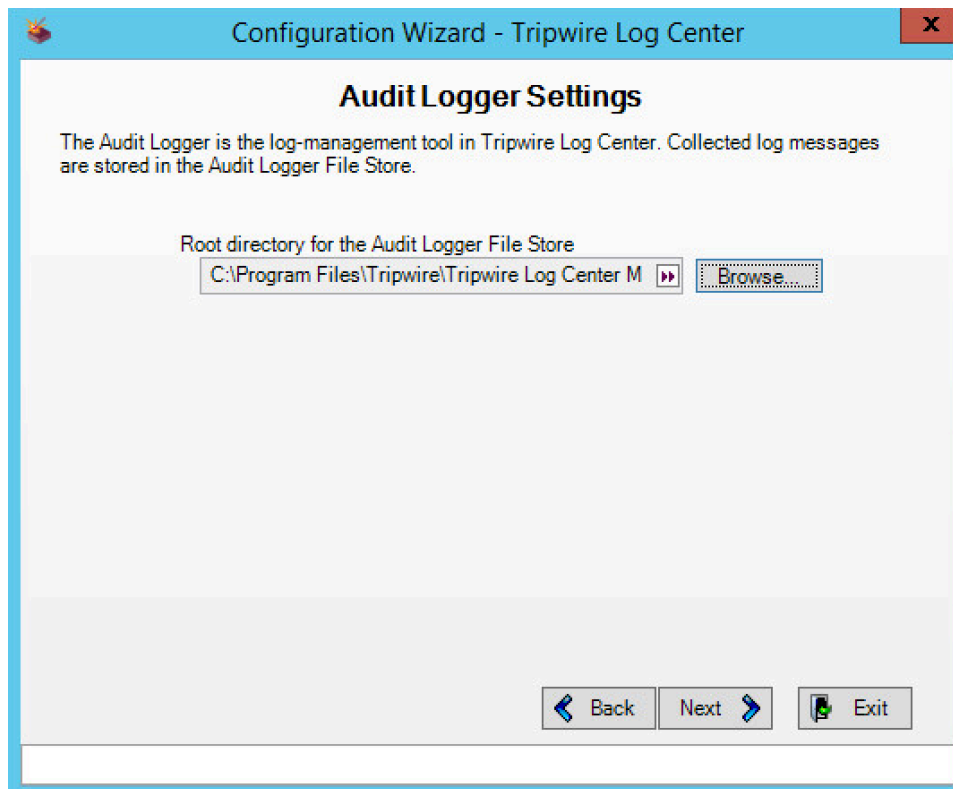 Configuration Wizard - Tripwire Log Center
x
Audit Logger Settings
The Audit Logger is the log-management tool in Tripwire Log Center. Collected log messages
are stored in the Audit Logger File Store.
Root directory for the Audit Logger File Store
C:\Program Files\Tripwire\Tripwire Log Center M
Browse...
Back
Next
Exit